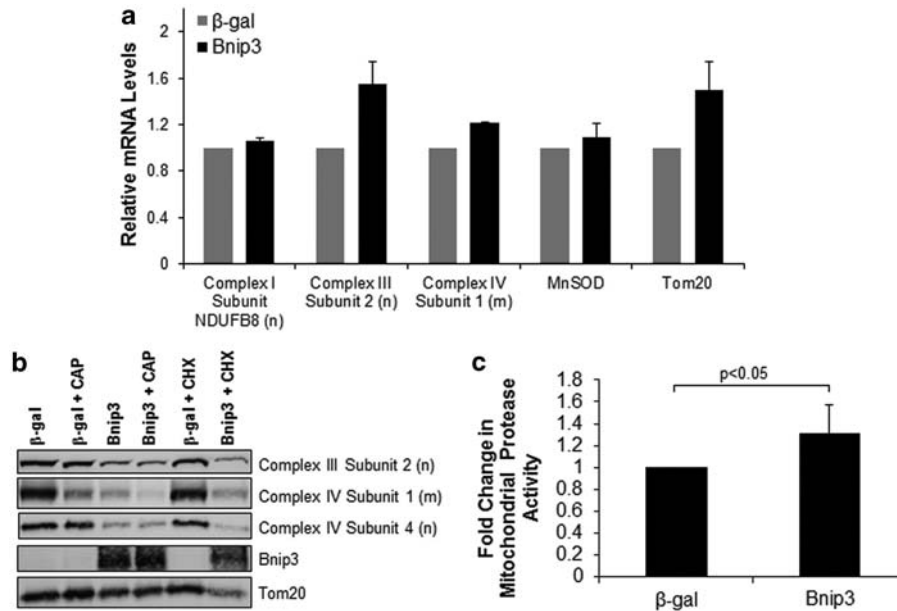 a
β-gal
Bnip3
Relative mRNA Levels
2
1.6
1.2
0.8
0.4
0
Complex I
Subunit
NDUFB8 (n)
Complex III
Subunit 2 (n)
Complex IV
Subunit 1 (m)
MnSOD
Tom20
b
β-gal
β-gal + CAP
Bnip3
Bnip3 + CAP
β-gal + CHX
Bnip3 + CHX
Complex III Subunit 2 (n)
Complex IV Subunit 1 (m)
Complex IV Subunit 4 (n)
Bnip3
Tom20
c
p<0.05
Fold Change in
Mitochondrial Protease
Activity
1.8
1.6
1.4
1.2
1
0.8
0.6
0.4
0.2
0
β-gal
Bnip3